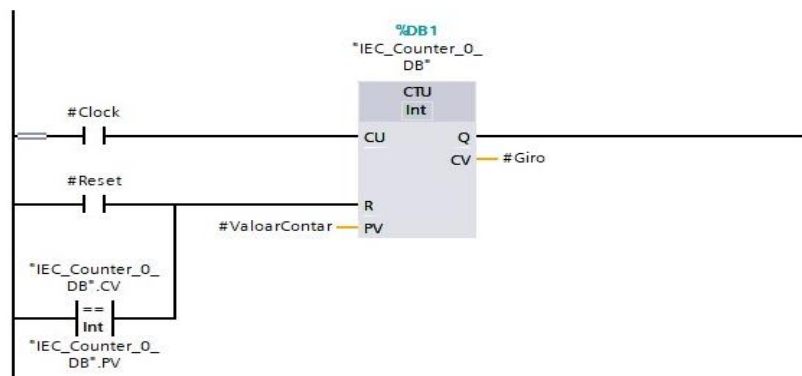 %DB1
"IEC_Counter_0_
DB"
CTU
Int
#Clock
CU
Q
CV
#Giro
#Reset
R
#ValoarContar
PV
"IEC_Counter_0_
DB".CV
==
Int
"IEC_Counter_0_
DB".PV